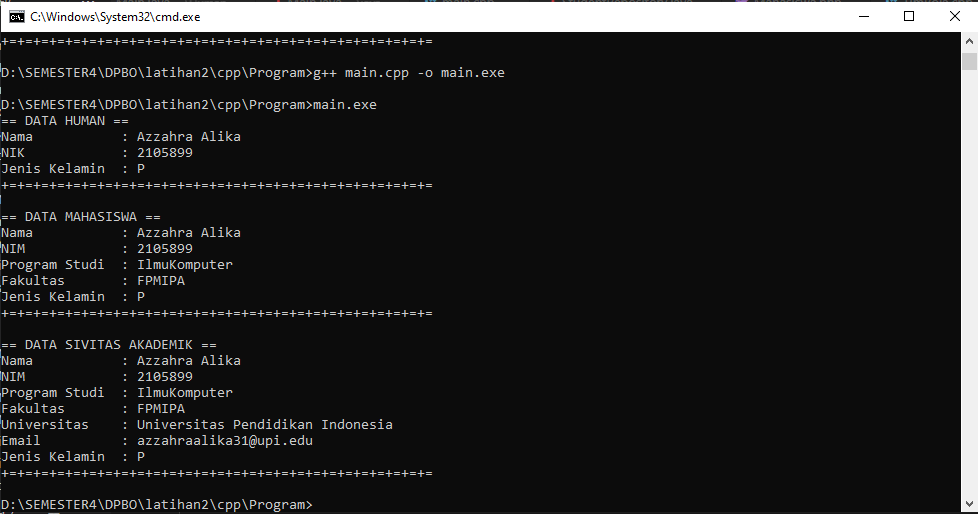 C:\Windows\System32\cmd.exe
+=+=+=+=+=+=+=+=+=+=+=+=+=+=+=+=+=+=+=+=+=+=+=+=+=+=+=
D:\SEMESTER4\DPBO\latihan2\cpp\Program>g++ main.cpp -o main.exe
D:\SEMESTER4\DPBO\latihan2\cpp\Program>main.exe
== DATA HUMAN ==
Nama           : Azzahra Alika
NIK            : 2105899
Jenis Kelamin  : P
+=+=+=+=+=+=+=+=+=+=+=+=+=+=+=+=+=+=+=+=+=+=+=+=+=+=+=
== DATA MAHASISWA ==
Nama           : Azzahra Alika
NIM            : 2105899
Program Studi  : IlmuKomputer
Fakultas       : FPMIPA
Jenis Kelamin  : P
+=+=+=+=+=+=+=+=+=+=+=+=+=+=+=+=+=+=+=+=+=+=+=+=+=+=+=
== DATA SIVITAS AKADEMIK ==
Nama           : Azzahra Alika
NIM            : 2105899
Program Studi  : IlmuKomputer
Fakultas       : FPMIPA
Universitas    : Universitas Pendidikan Indonesia
Email          : azzahraalika31@upi.edu
Jenis Kelamin  : P
+=+=+=+=+=+=+=+=+=+=+=+=+=+=+=+=+=+=+=+=+=+=+=+=+=+=+=
D:\SEMESTER4\DPBO\latihan2\cpp\Program>